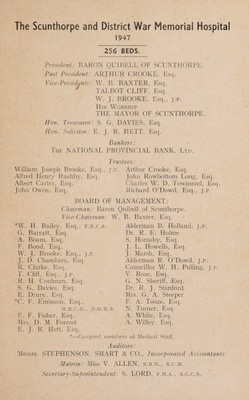 The Scunthorpe and District War Memorial Hospital
1947
256 BEDS.
President: BARON QUIBELL OF SCUNTHORPE.
Past President: ARTHUR CROOKE, Esq.
Vice-Presidents: W. B. BAXTER, Esq.
TALBOT CLIFF, Esq.
W. J. BROOKE, Esq., J.P.
HIS WORSHIP
THE MAYOR OF SCUNTHORPE.
Hon. Treasurer: S. G. DAVIES, Esq.
Hon. Solicitor: E. J. R. HETT, Esq.
Bankers:
THE NATIONAL PROVINCIAL BANK, LTD.
Trustees:
William Joseph Brooke, Esq., J.P. Arthur Crooke, Esq.
Alfred Henry Esq. John Rowbottom Long, Esq.
Albert Carter, Esq. Charles W. D. Townsend, Esq.
John Owen, Esq. Richard O'Dowd, Esq., J.P.
BOARD OF MANAGEMENT:
Chairman: Baron Quibell of Scunthorpe.
Vice-Chairman: W. B. Baxter, Esq.
*W. H. Bailey, Esq., F.R.C.S. Alderman B. Holland, J.P.
G. Barratt, Esq. Dr. R. E. Holme
A. Boam, Esq. S. Hornsby, Esq.
F. Bond, Esq. J. L. Howells, Esq.
W. J. Brooke, Esq., J.P. J. Marsh, Esq.
J. D. Chambers, Esq. Alderman R. O'Dowd, J.P.
R. Clarke, Esq. Councillor W. H. Pulling, J.P.
T. Cliff, Esq., J.P. V. Rose, Esq.
R. H. Coulman, Esq. G. N. Sheriff, Esq.
S. G. Davies, Esq. Dr. R. J. Stanford
E. Drury, Esq. Mrs. G. A. Stooper
*C. F. Esq., F. A. Esq.
N. Turner, Esq.
F. F. Fisher, Esq. A. White, Esq.
Mrs. D. M. Forrest A. Willey, Esq.
E. J. R. Hett, Esq.
*—Co-opted members of Medical Staff.
Auditors:
Messrs. STEPHENSON, SMART & CO., Incorporated Accountants
Matron: Miss V. ALLEN, S.R.N., S.C.M.
Secretary-Superintendent: S. LORD, F.H.A., A.C.C.S.